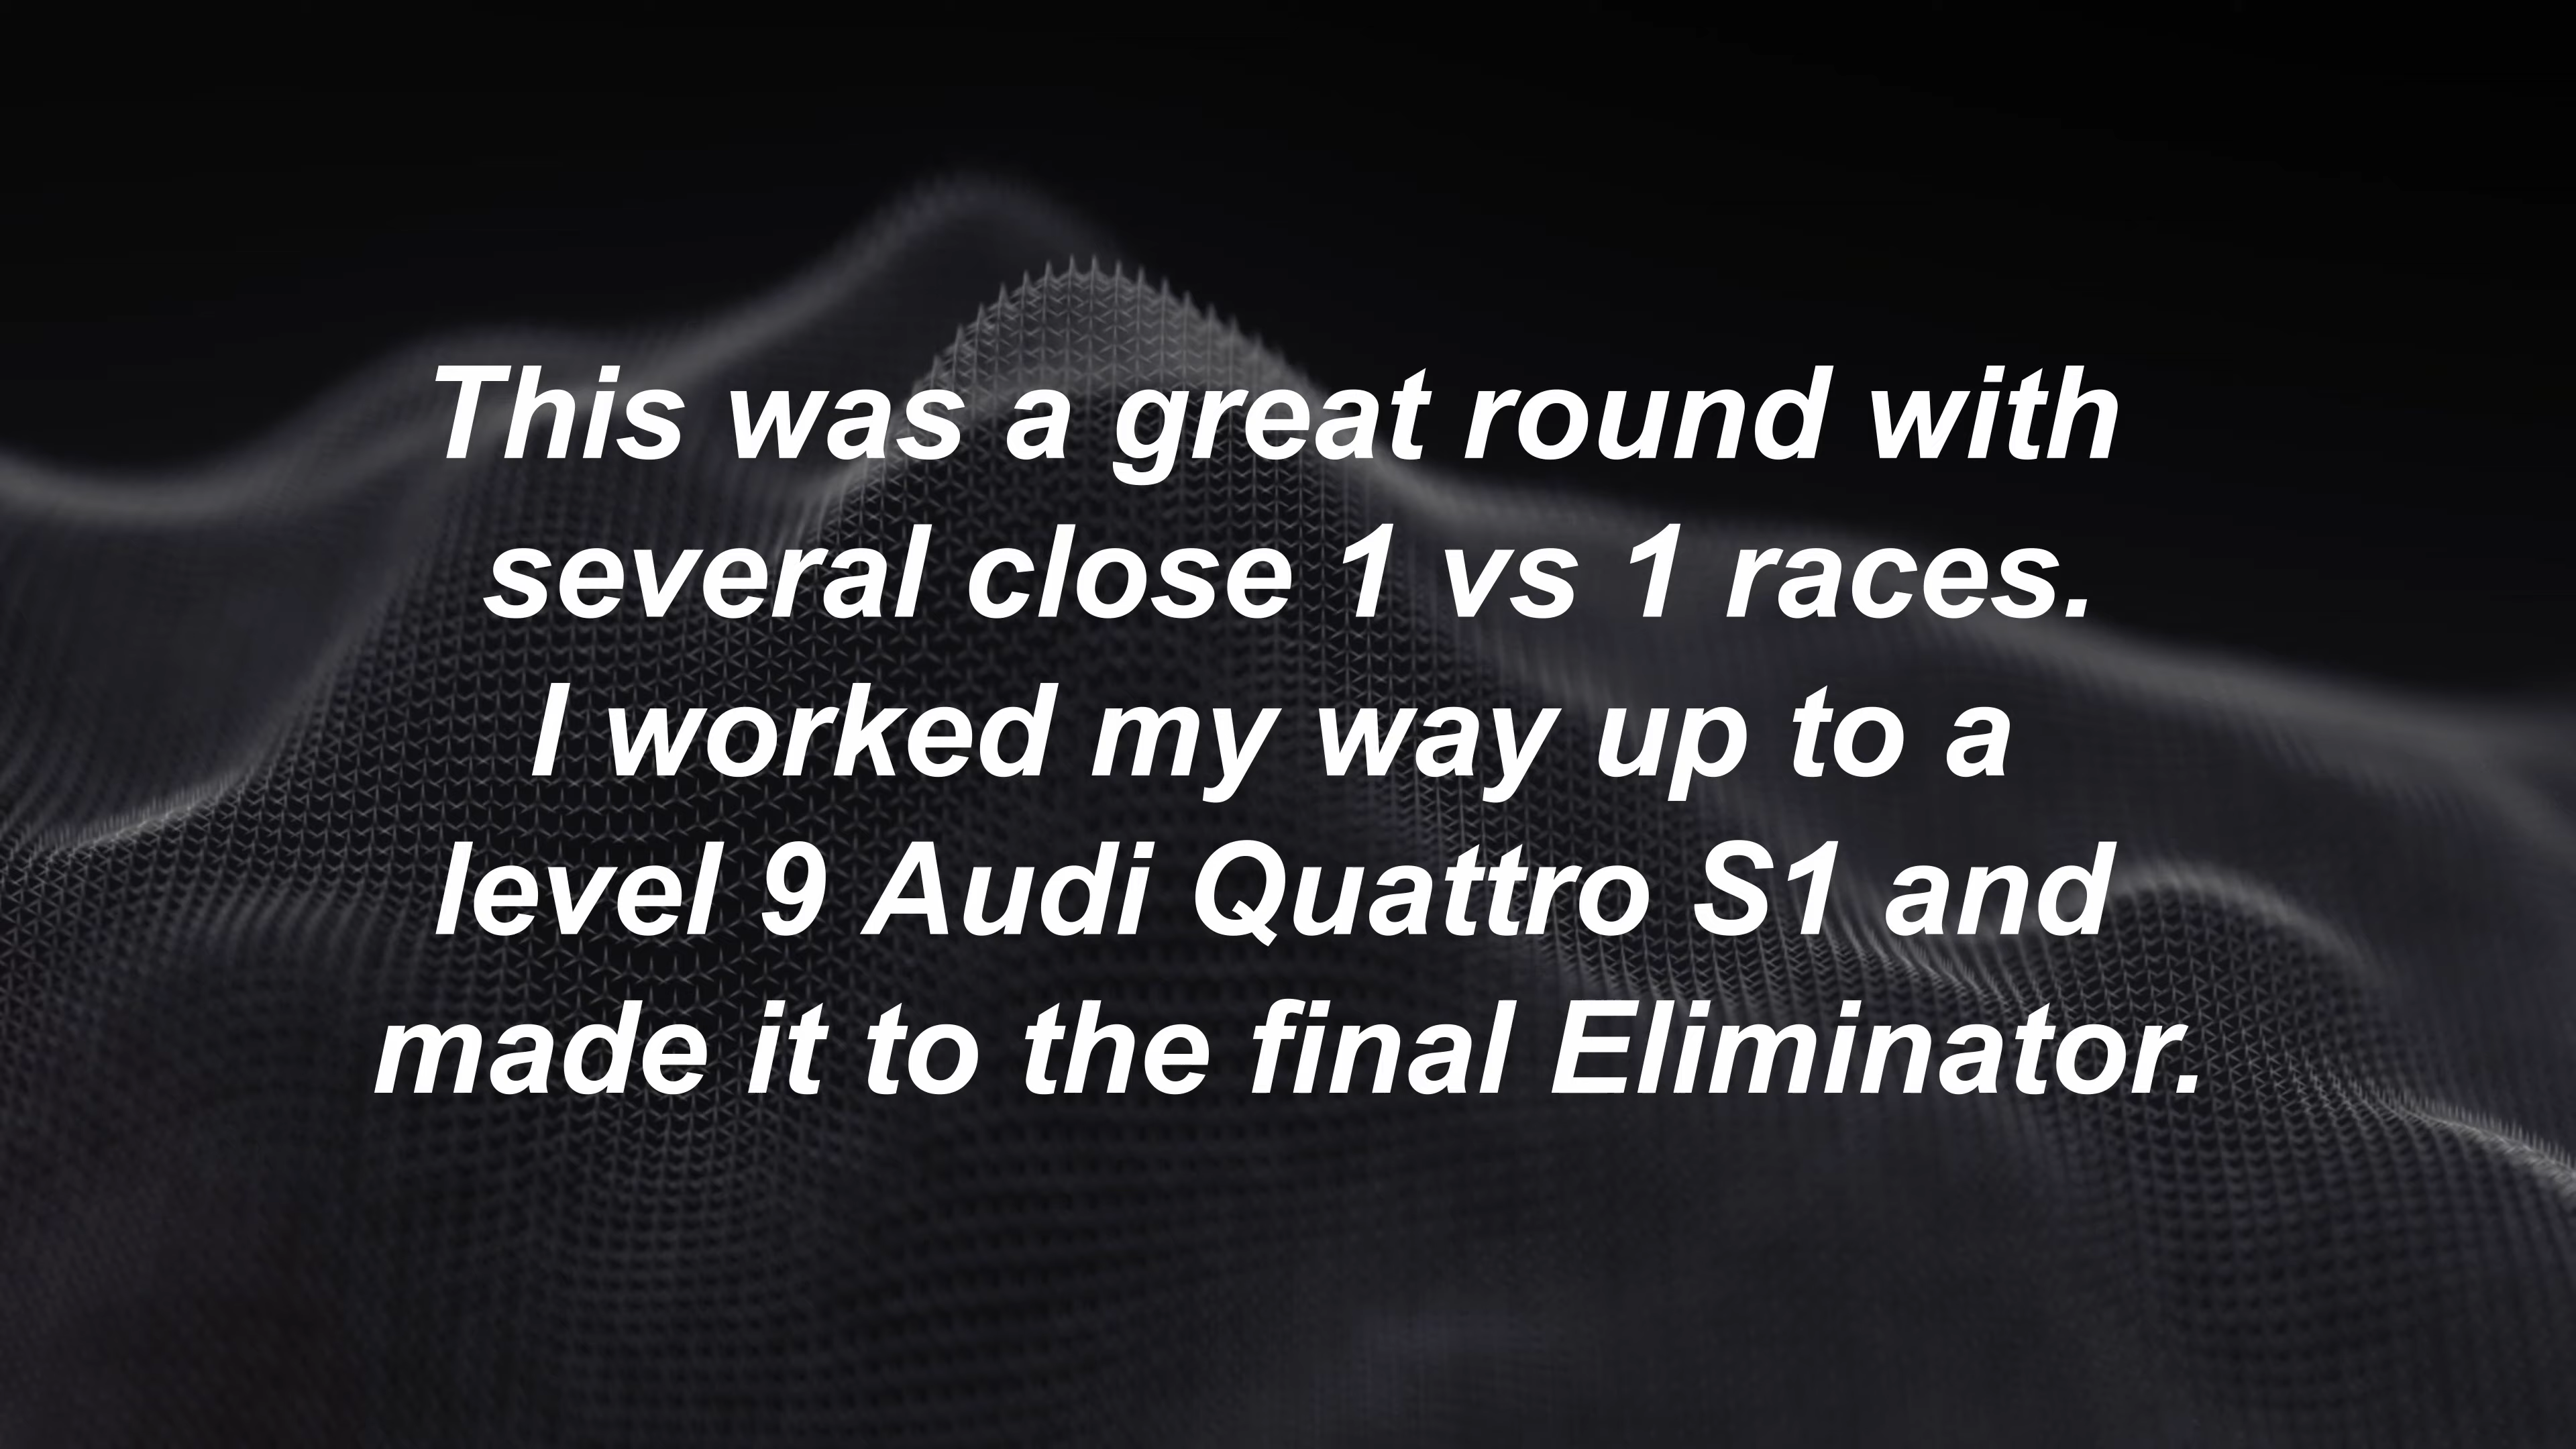 This was a great round with
several close 1 vs 1 races.
I worked my way up to a
level 9 Audi Quattro S1 and
made it to the final Eliminator.